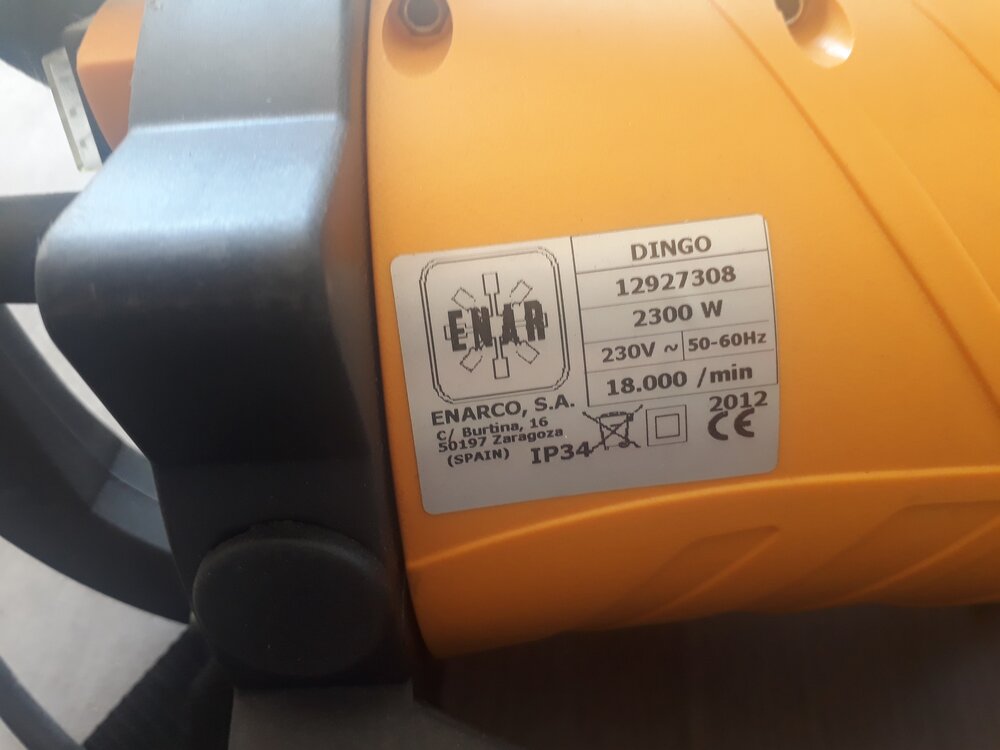 ENAR
DINGO
12927308
2300 W
230V ~ 50-60Hz
18.000 /min
2012
ENARCO, S.A.
C/ Burtina, 16
50197 Zaragoza
(SPAIN)
IP34
CE